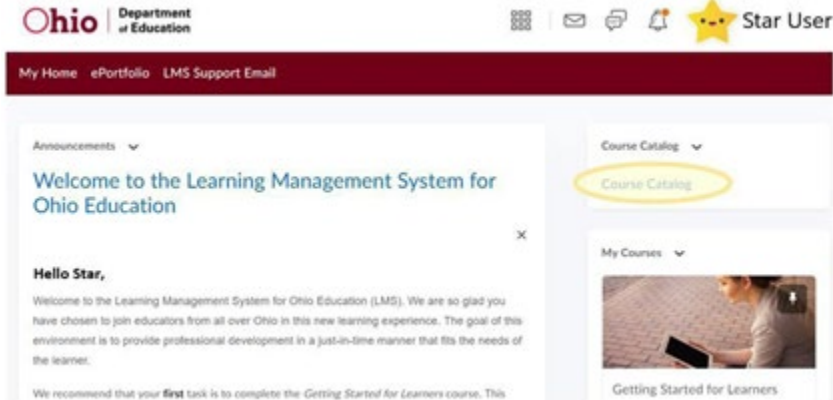 Ohio Department
of Education
Star User
My Home ePortfolio LMS Support Email
Announcements
Welcome to the Learning Management System for
Ohio Education
Hello Star,
Welcome to the Learning Management System for Ohio Education (LMS). We are so glad you
have chosen to join educators from all over Ohio in this new learning experience. The goal of this
environment is to provide professional development in a just-in-time manner that fits the needs of
the learner.
We recommend that your first task is to complete the Getting Started for Learners course. This
Course Catalog
Course Catalog
My Courses
Getting Started for Learners